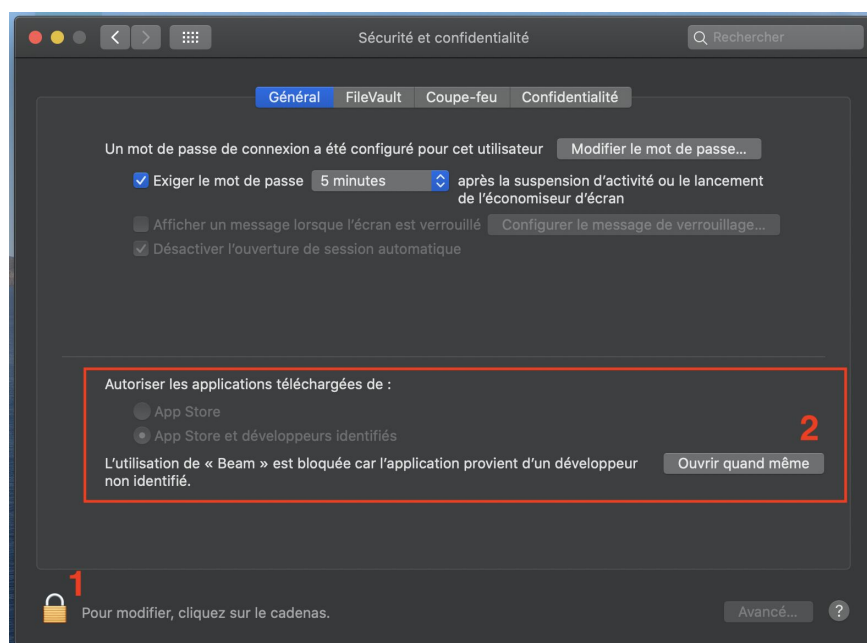 Sécurité et confidentialité
Rechercher
Général FileVault Coupe-feu Confidentialité
Un mot de passe de connexion a été configuré pour cet utilisateur Modifier le mot de passe...
Exiger le mot de passe 5 minutes après la suspension d'activité ou le lancement
de l'économiseur d'écran
Afficher un message lorsque l'écran est verrouillé Configurer le message de verrouillage...
Désactiver l'ouverture de session automatique
Autoriser les applications téléchargées de :
App Store
App Store et développeurs identifiés
2
L'utilisation de « Beam » est bloquée car l'application provient d'un développeur
non identifié.
Ouvrir quand même
1
Pour modifier, cliquez sur le cadenas.
Avancé... ?